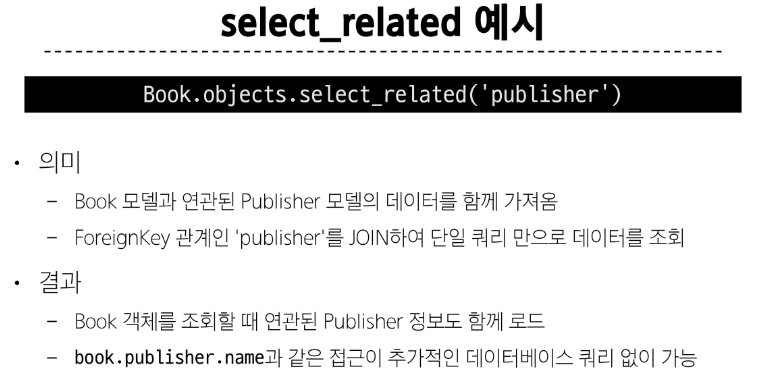 select_related 예시
Book.objects.select_related('publisher')
• 의미
– Book 모델과 연관된 Publisher 모델의 데이터를 함께 가져옴
– ForeignKey 관계인 'publisher'를 JOIN하여 단일 쿼리 만으로 데이터를 조회
• 결과
– Book 객체를 조회할 때 연관된 Publisher 정보도 함께 로드
– book.publisher.name과 같은 접근이 추가적인 데이터베이스 쿼리 없이 가능